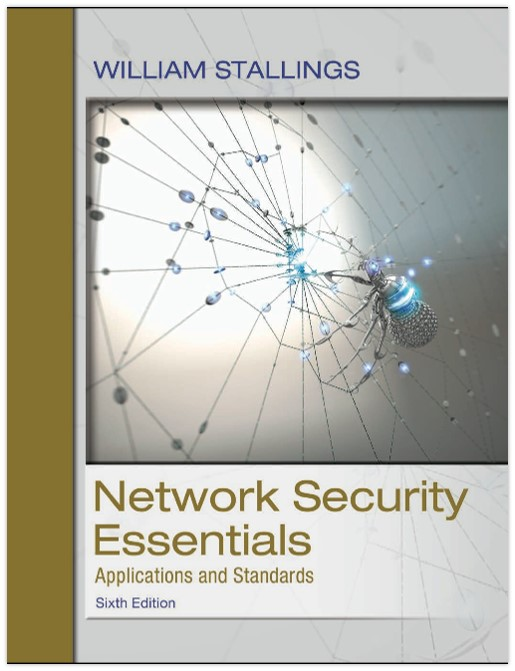 WILLIAM STALLINGS
Network Security
Essentials
Applications and Standards
Sixth Edition